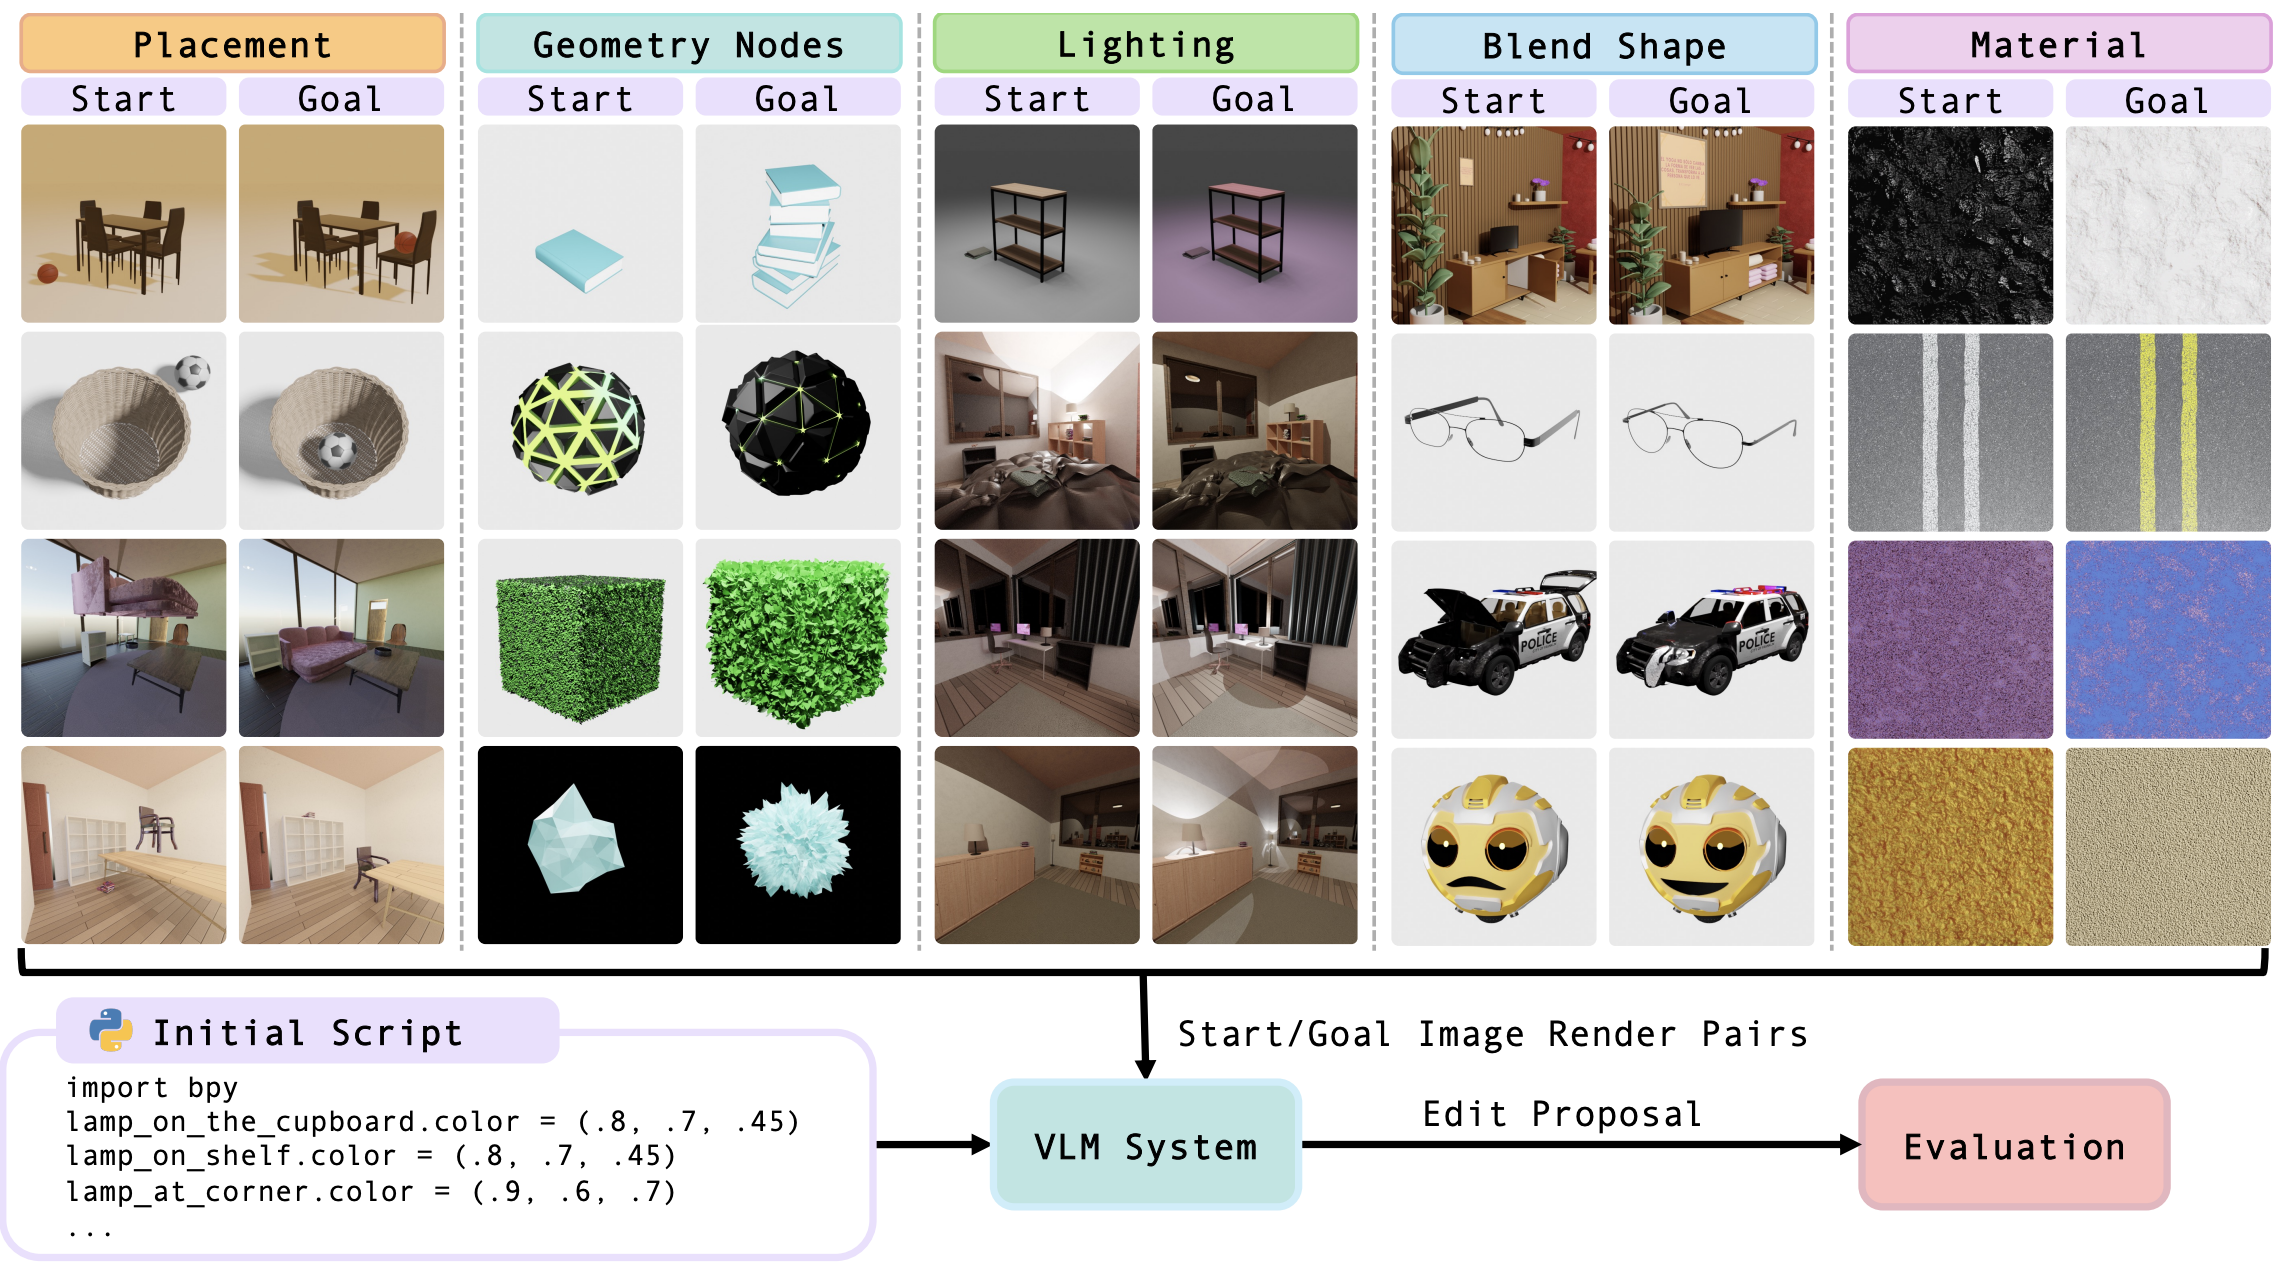 Placement
Geometry Nodes
Lighting
Blend Shape
Material
Start
Goal
Start
Goal
Start
Goal
Start
Goal
Start
Goal
POLICE
POLICE
Initial Script
import bpy
lamp_on_the_cupboard.color = (.8, .7, .45)
lamp_on_shelf.color = (.8, .7, .45)
lamp_at_corner.color = (.9, .6, .7)
...
Start/Goal Image Render Pairs
VLM System
Edit Proposal
Evaluation